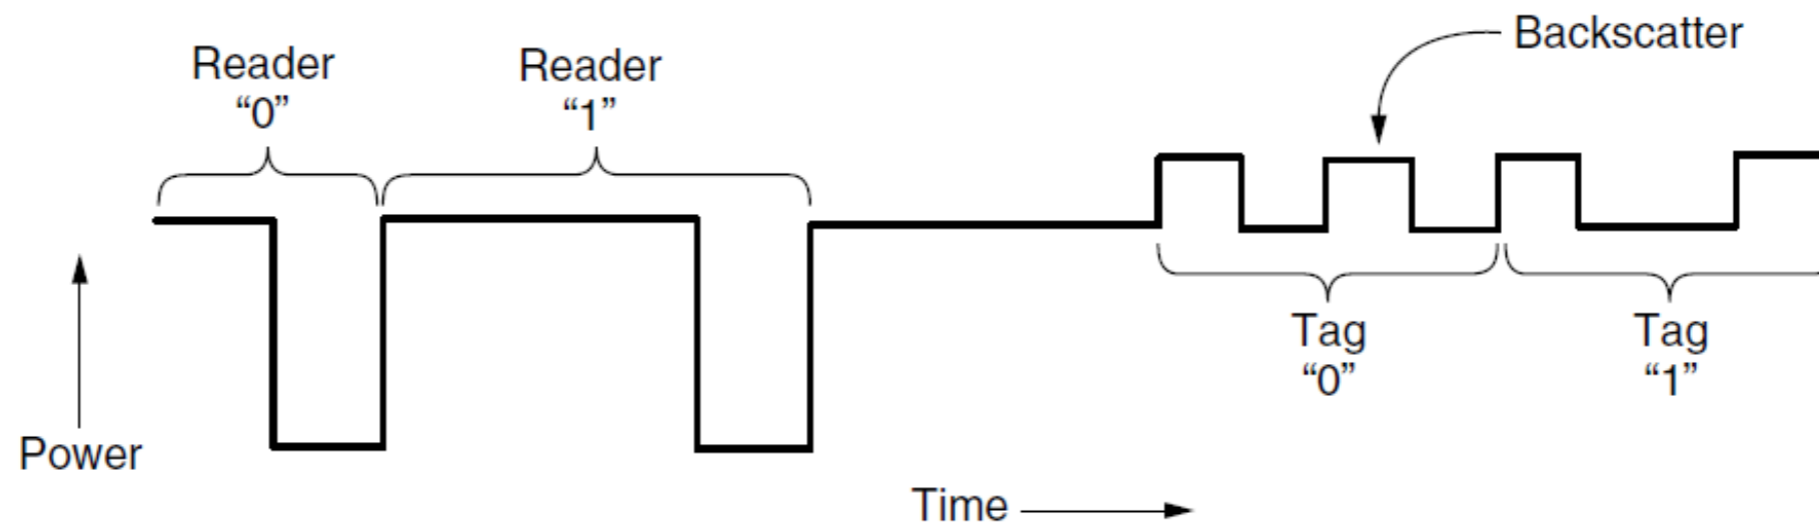 Backscatter
Reader
“0”
Reader
“1”
Power
Time
Tag
“0”
Tag
“1”